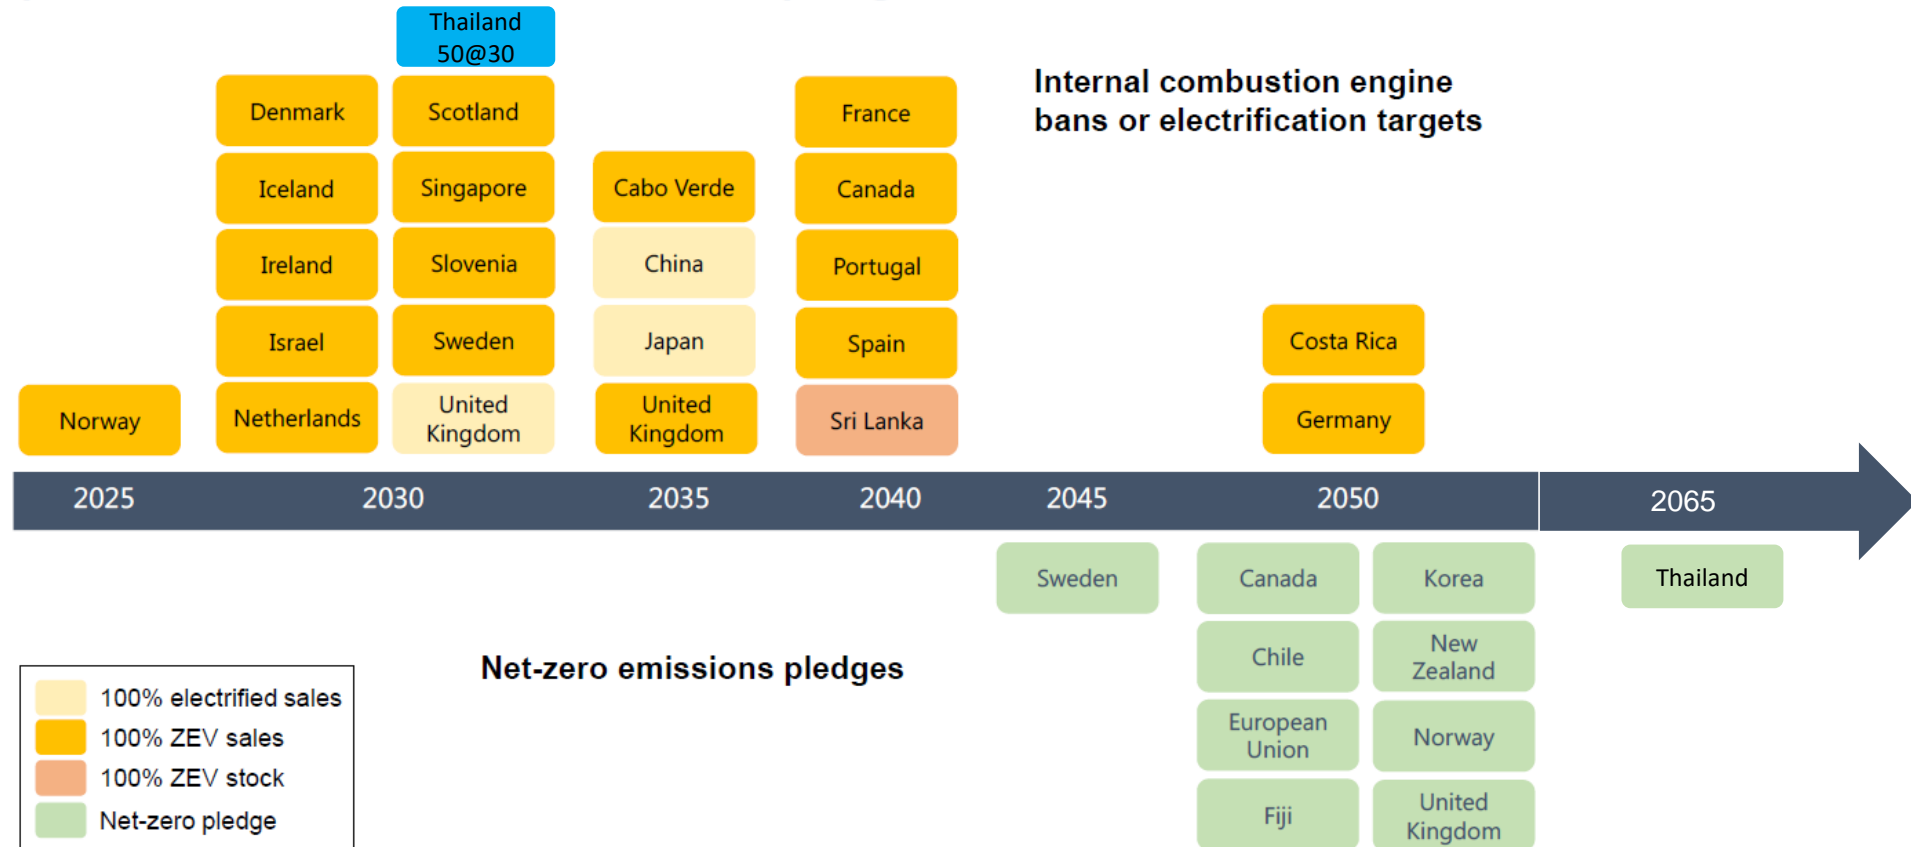 Thailand
50@30
Internal combustion engine
bans or electrification targets
Denmark
Scotland
France
Iceland
Singapore
Cabo Verde
Canada
Ireland
Slovenia
China
Portugal
Israel
Sweden
Japan
Spain
Costa Rica
Norway
Netherlands
United
Kingdom
United
Kingdom
Sri Lanka
Germany
2025
2030
2035
2040
2045
2050
2065
Sweden
Canada
Korea
Thailand
Net-zero emissions pledges
Chile
New
Zealand
European
Union
Norway
Fiji
United
Kingdom
100% electrified sales
100% ZEV sales
100% ZEV stock
Net-zero pledge